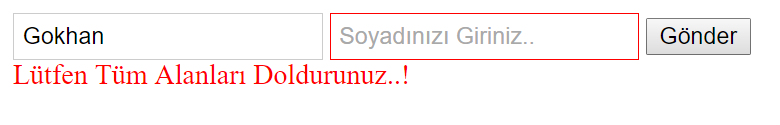 Gokhan Soyadınızı Giriniz.. Gönder
Lütfen Tüm Alanları Doldurunuz..!